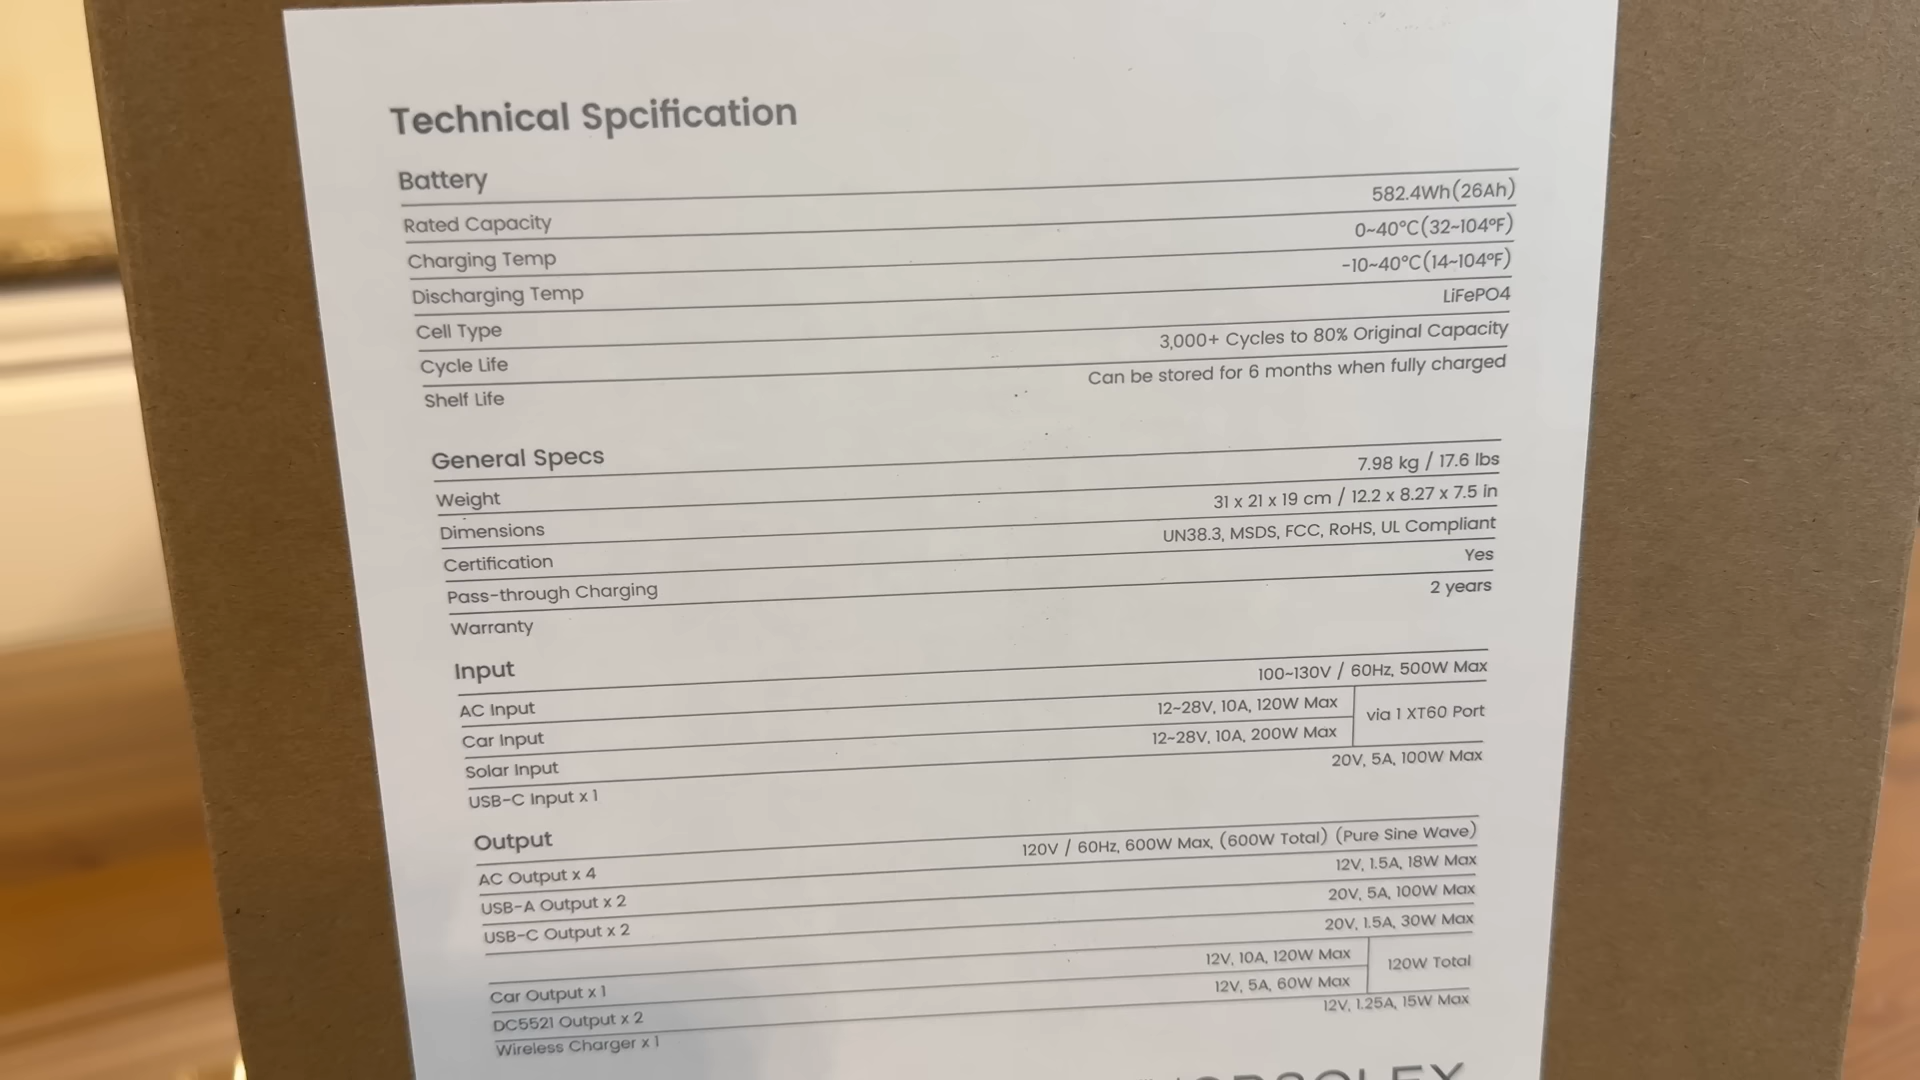 Technical Spcification
Battery
Rated Capacity 582.4Wh(26Ah)
Charging Temp 0~40°C(32~104°F)
Discharging Temp -10~40°C(14~104°F)
Cell Type LiFePO4
Cycle Life 3,000+ Cycles to 80% Original Capacity
Shelf Life Can be stored for 6 months when fully charged
General Specs
Weight 7.98 kg / 17.6 lbs
Dimensions 31 x 21 x 19 cm / 12.2 x 8.27 x 7.5 in
Certification UN38.3, MSDS, FCC, RoHS, UL Compliant
Pass-through Charging Yes
Warranty 2 years
Input
AC Input 100~130V / 60Hz, 500W Max
Car Input 12~28V, 10A, 120W Max via 1 XT60 Port
Solar Input 12~28V, 10A, 200W Max
USB-C Input x 1 20V, 5A, 100W Max
Output
AC Output x 4 120V / 60Hz, 600W Max, (600W Total) (Pure Sine Wave)
USB-A Output x 2 12V, 1.5A, 18W Max
USB-C Output x 2 20V, 5A, 100W Max
20V, 1.5A, 30W Max
Car Output x 1 12V, 10A, 120W Max 120W Total
DC5521 Output x 2 12V, 5A, 60W Max
Wireless Charger x 1 12V, 1.25A, 15W Max